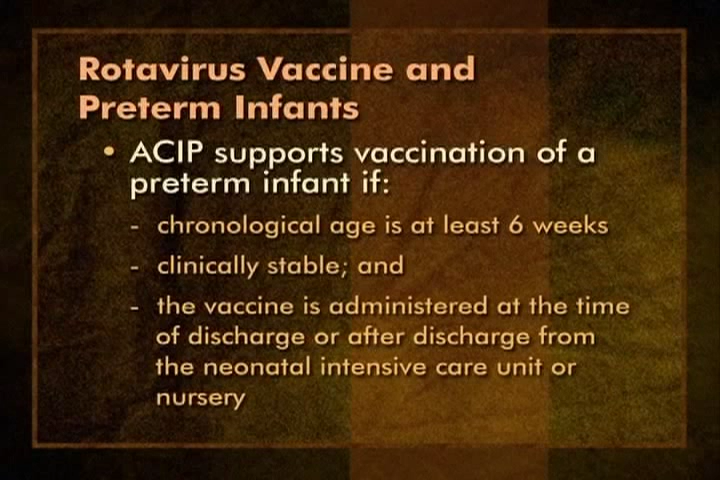 Rotavirus Vaccine and
Preterm Infants
• ACIP supports vaccination of a
preterm infant if:
- chronological age is at least 6 weeks
- clinically stable; and
- the vaccine is administered at the time
of discharge or after discharge from
the neonatal intensive care unit or
nursery